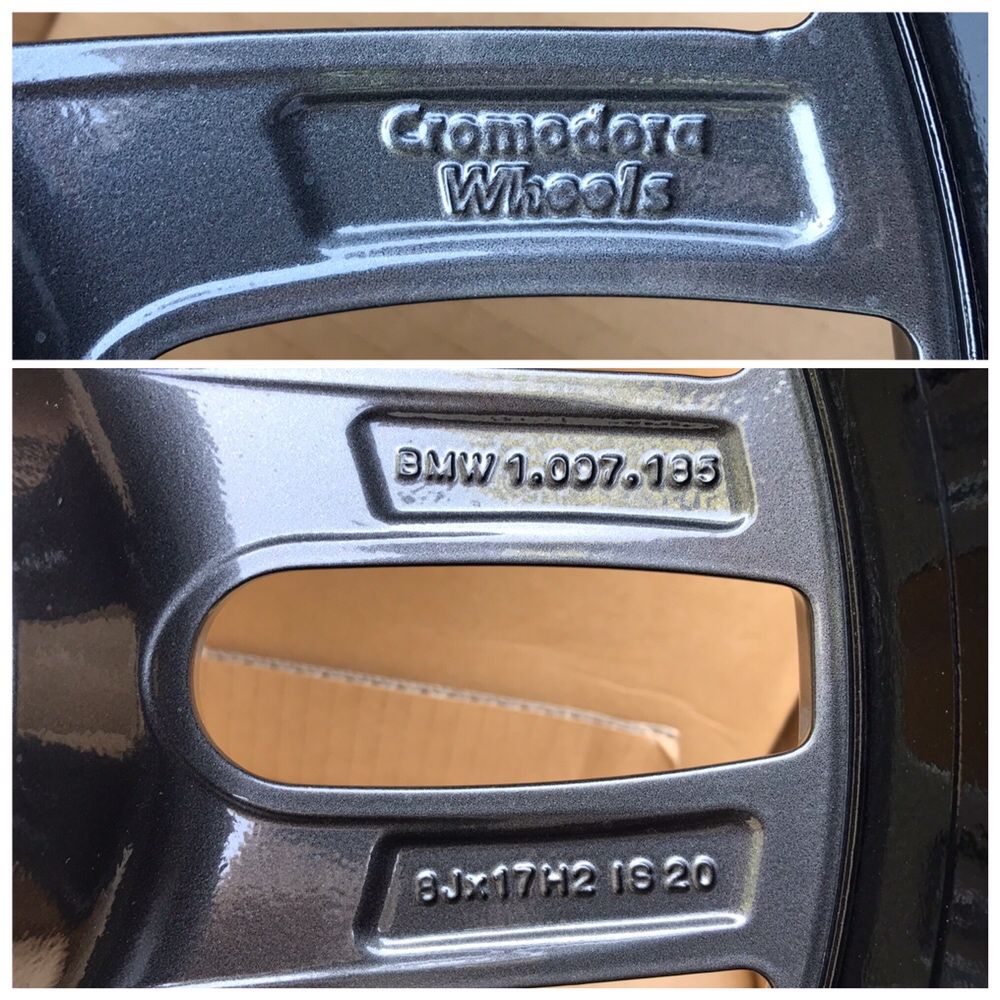 Cromodora
Wheels
BMW 1.007.185
8Jx17H2 IS 20